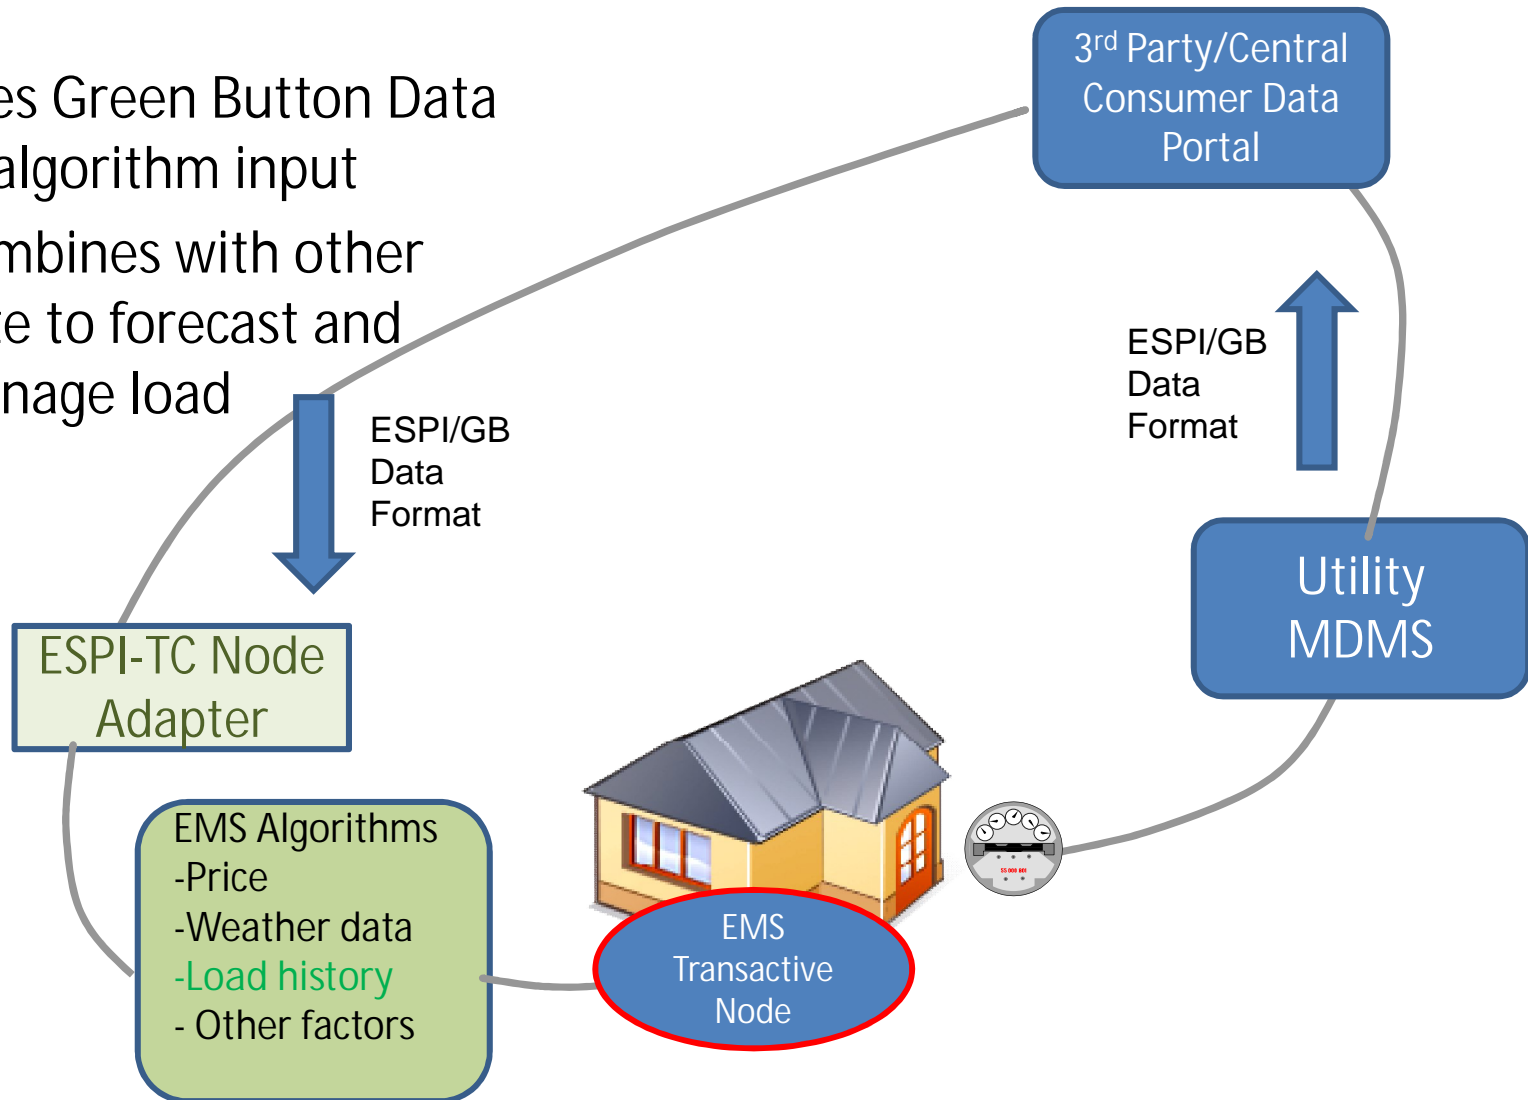 es Green Button Data
algorithm input
mbines with other
te to forecast and
nage load
3rd Party/Central
Consumer Data
Portal
ESPI/GB
Data
Format
ESPI/GB
Data
Format
Utility
MDMS
ESPI-TC Node
Adapter
EMS Algorithms
-Price
-Weather data
-Load history
- Other factors
EMS
Transactive
Node